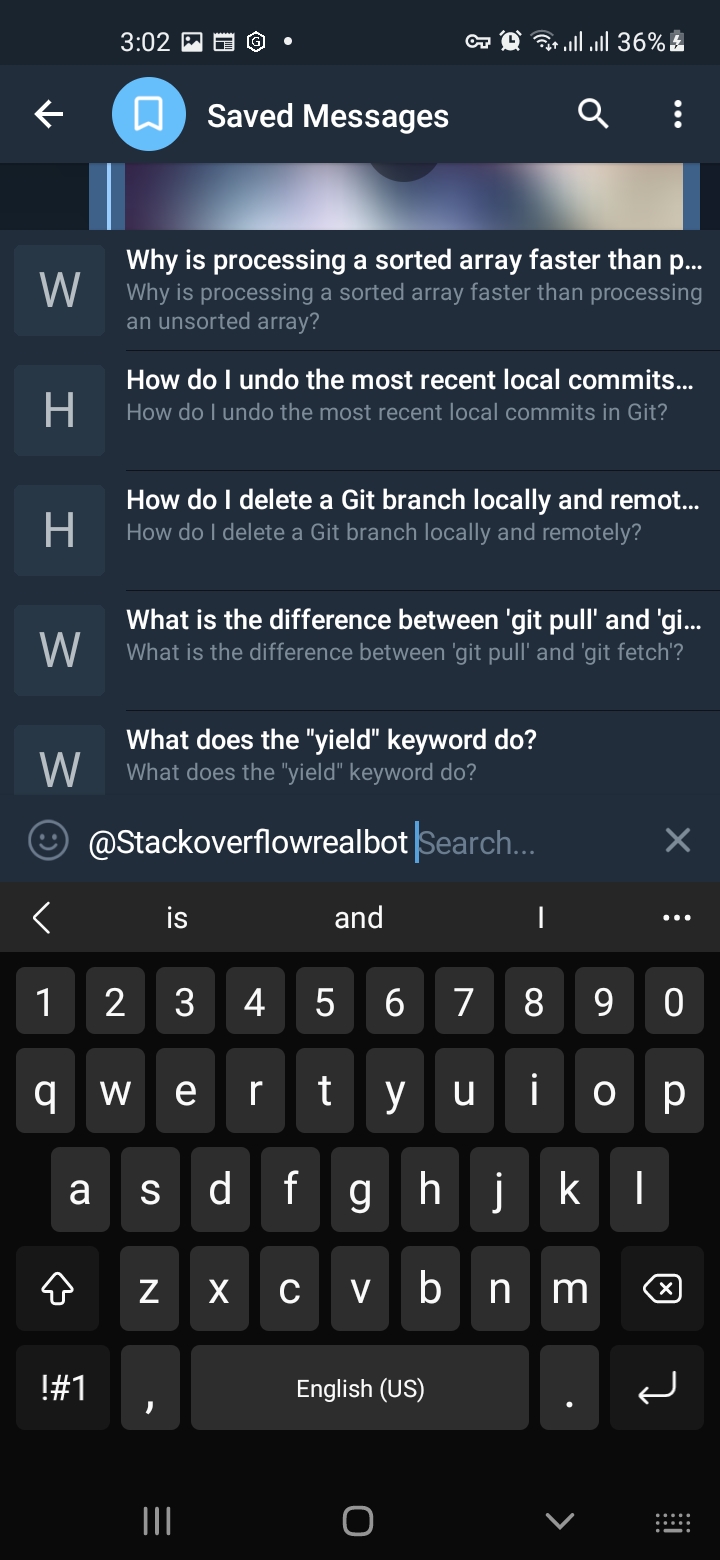 3:02 36%
Saved Messages
W
Why is processing a sorted array faster than p...
Why is processing a sorted array faster than processing
an unsorted array?
H
How do I undo the most recent local commits...
How do I undo the most recent local commits in Git?
H
How do I delete a Git branch locally and remot...
How do I delete a Git branch locally and remotely?
W
What is the difference between 'git pull' and 'gi...
What is the difference between 'git pull' and 'git fetch'?
W
What does the "yield" keyword do?
What does the "yield" keyword do?
@Stackoverflowrealbot Search...
is and I
1 2 3 4 5 6 7 8 9 0
q w e r t y u i o p
a s d f g h j k l
z x c v b n m
!#1 , English (US) .